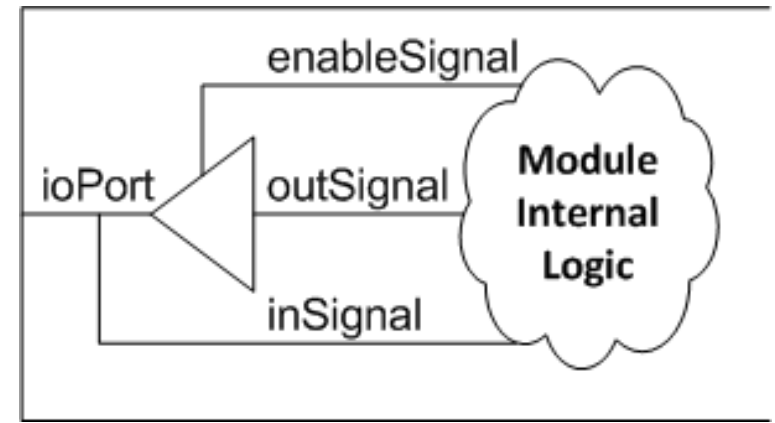 enableSignal
ioPort
outSignal
Module
Internal
Logic
inSignal